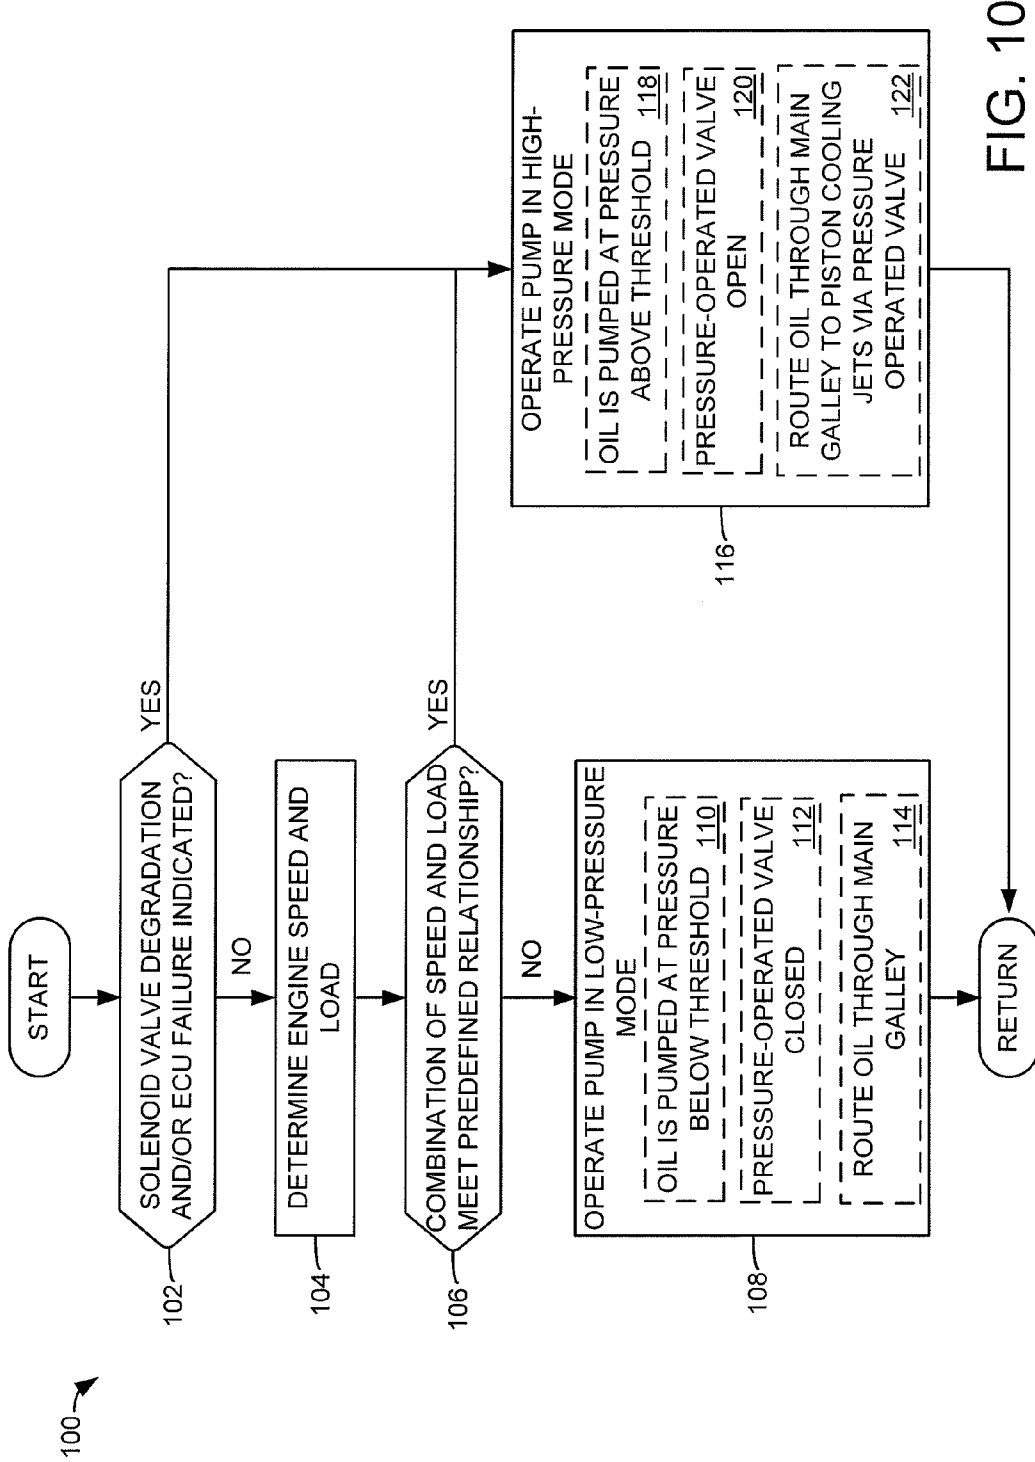 100
START
SOLENOID VALVE DEGRADATION
AND/OR ECU FAILURE INDICATED?
YES
102
NO
DETERMINE ENGINE SPEED AND
LOAD
104
COMBINATION OF SPEED AND LOAD
MEET PREDEFINED RELATIONSHIP?
YES
106
NO
OPERATE PUMP IN LOW-PRESSURE
MODE
OIL IS PUMPED AT PRESSURE
BELOW THRESHOLD 110
PRESSURE-OPERATED VALVE
CLOSED 112
ROUTE OIL THROUGH MAIN
GALLEY 114
108
OPERATE PUMP IN HIGH-
PRESSURE MODE
OIL IS PUMPED AT PRESSURE
ABOVE THRESHOLD 118
PRESSURE-OPERATED VALVE
OPEN 120
ROUTE OIL THROUGH MAIN
GALLEY TO PISTON COOLING
JETS VIA PRESSURE
OPERATED VALVE 122
116
RETURN
FIG. 10